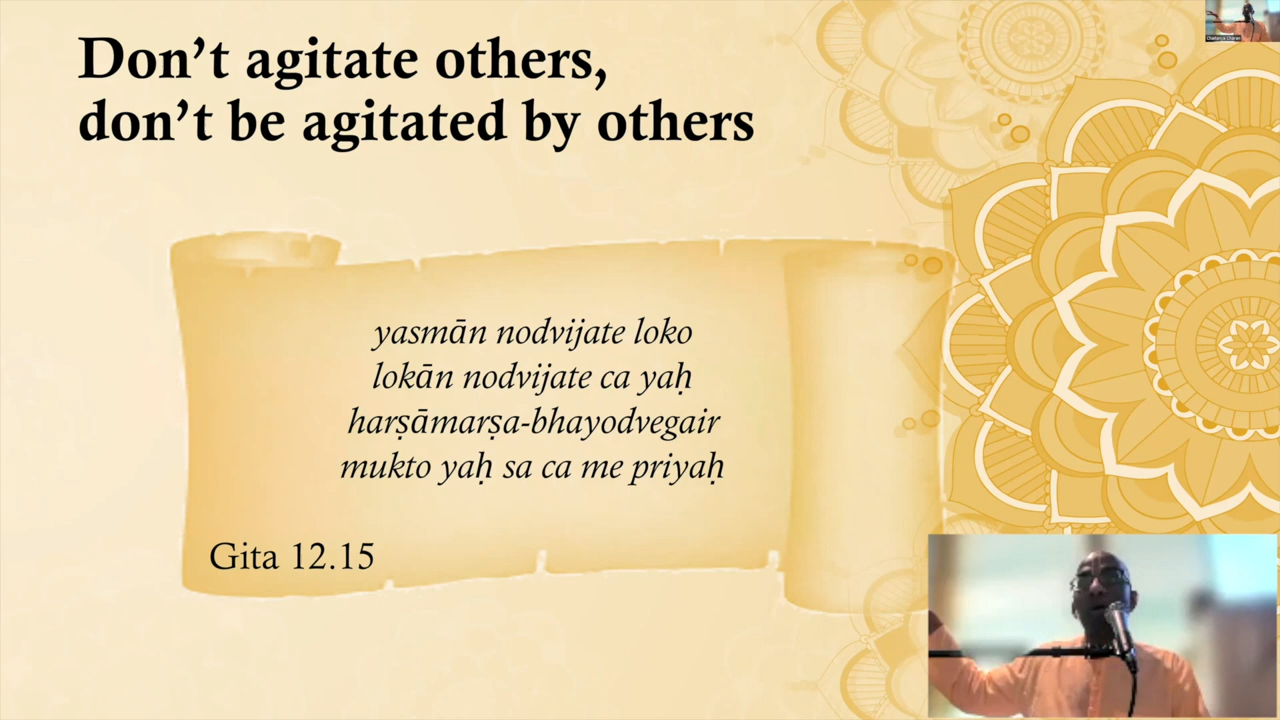 Don’t agitate others,
don’t be agitated by others
yasmān nodvijate loko
lokān nodvijate ca yaḥ
harṣāmarṣa-bhayodvegair
mukto yaḥ sa ca me priyaḥ
Gita 12.15